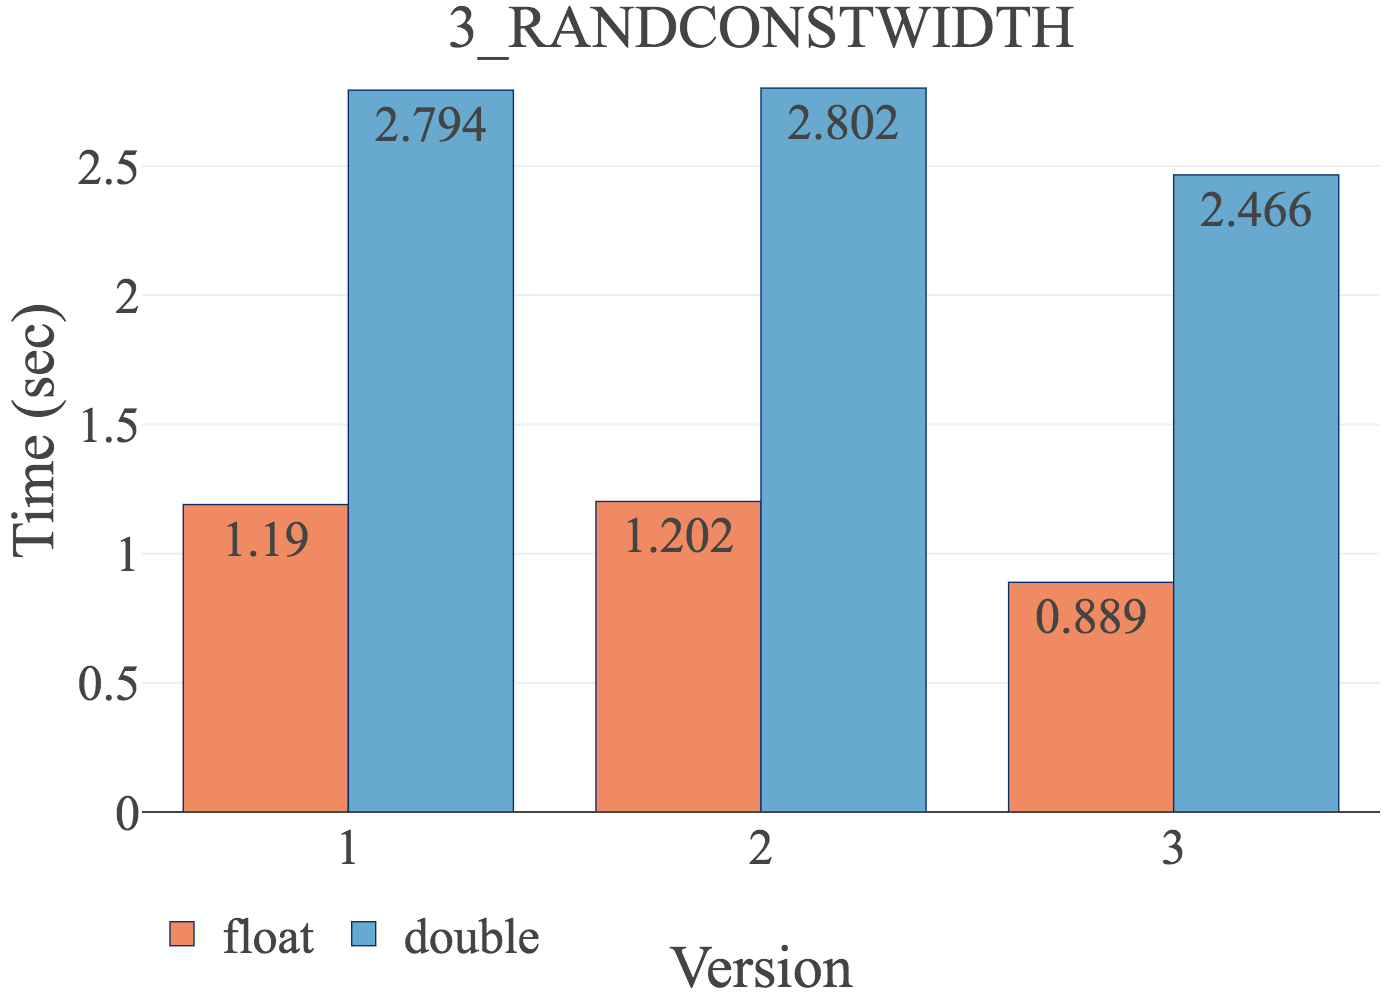 3_RANDCONSTWIDTH
Time (sec)
2.5
2
1.5
1
0.5
0
1.19
2.794
1.202
2.802
0.889
2.466
1 2 3
float double
Version